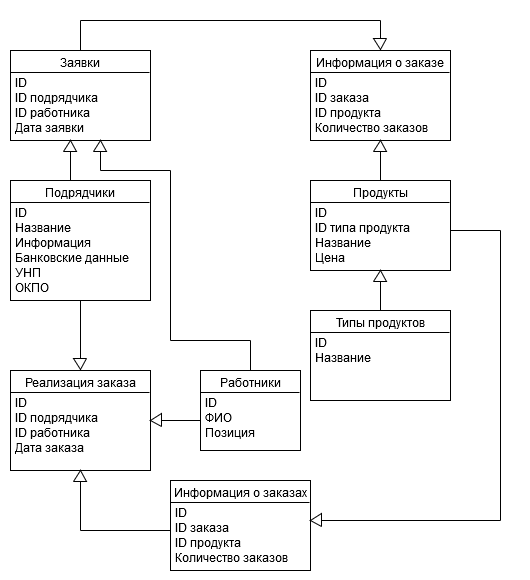 Заявки
ID
ID подрядчика
ID работника
Дата заявки
Информация о заказе
ID
ID заказа
ID продукта
Количество заказов
Подрядчики
ID
Название
Информация
Банковские данные
УНП
ОКПО
Продукты
ID
ID типа продукта
Название
Цена
Типы продуктов
ID
Название
Реализация заказа
ID
ID подрядчика
ID работника
Дата заказа
Работники
ID
ФИО
Позиция
Информация о заказах
ID
ID заказа
ID продукта
Количество заказов